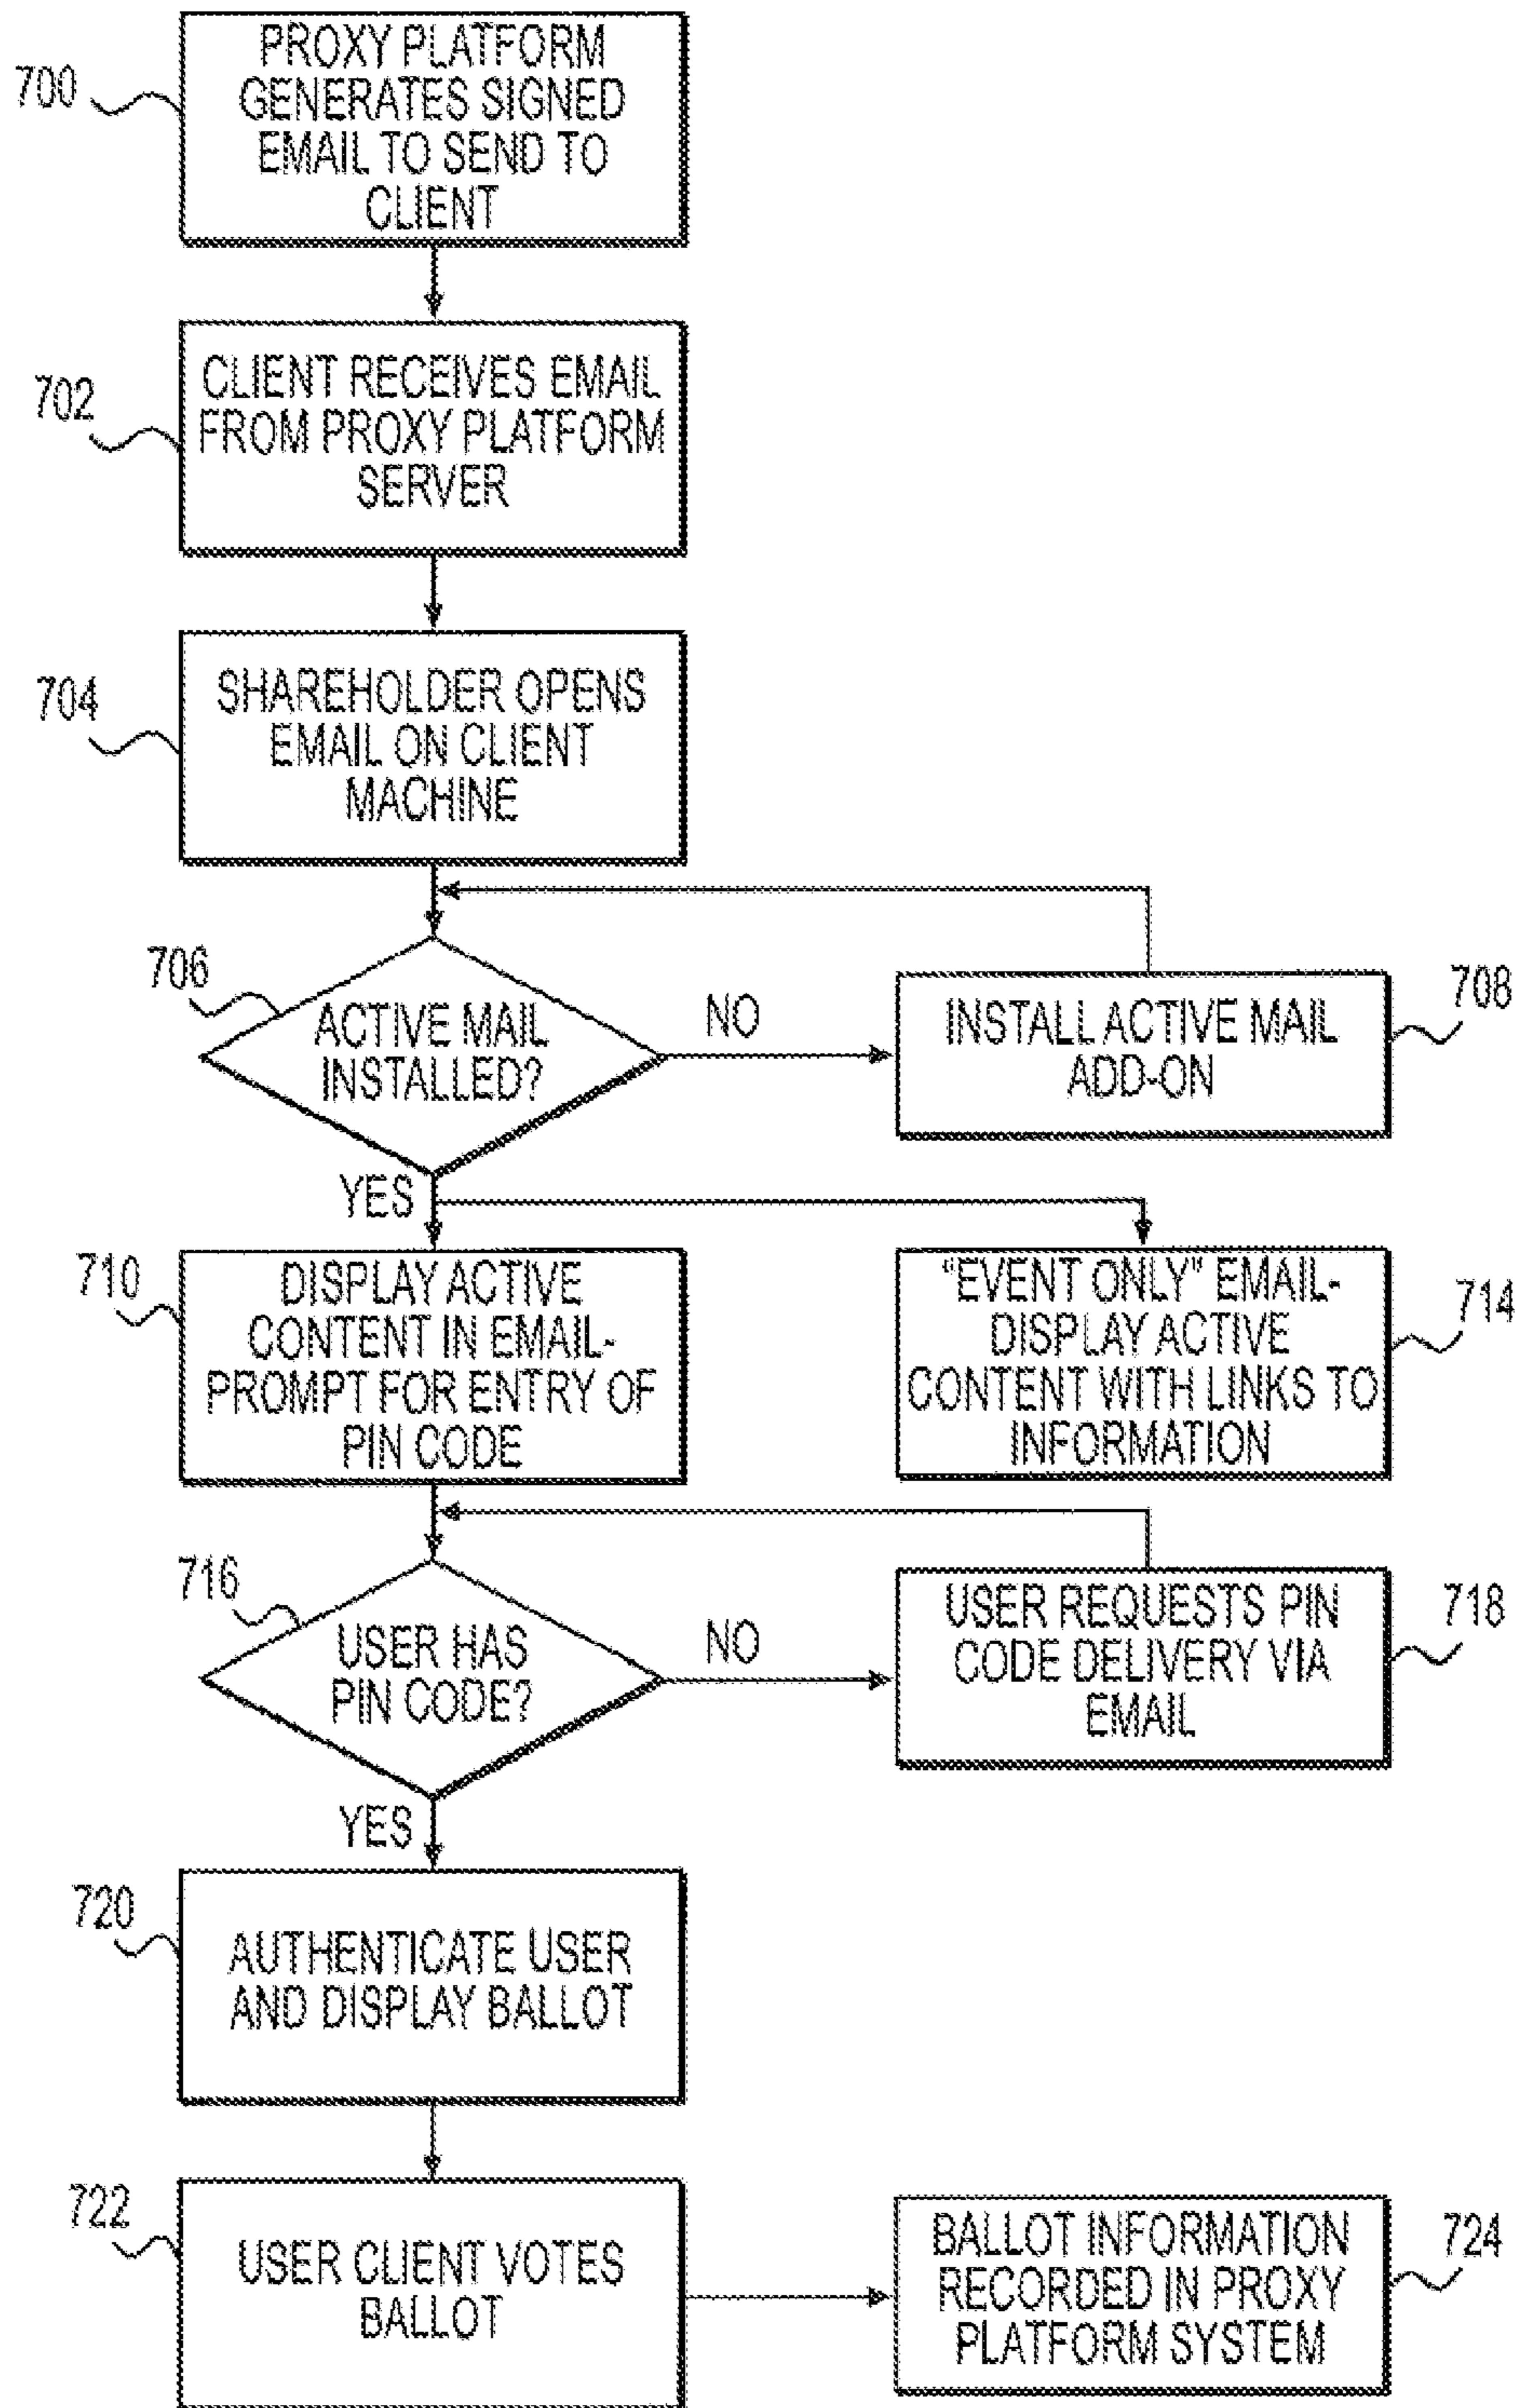 700
PROXY PLATFORM
GENERATES SIGNED
EMAIL TO SEND TO
CLIENT
702
CLIENT RECEIVES EMAIL
FROM PROXY PLATFORM
SERVER
704
SHAREHOLDER OPENS
EMAIL ON CLIENT
MACHINE
706
ACTIVE MAIL
INSTALLED?
NO
INSTALL ACTIVE MAIL
ADD-ON
708
YES
710
DISPLAY ACTIVE
CONTENT IN EMAIL-
PROMPT FOR ENTRY OF
PIN CODE
"EVENT ONLY" EMAIL-
DISPLAY ACTIVE
CONTENT WITH LINKS TO
INFORMATION
714
716
USER HAS
PIN CODE?
NO
USER REQUESTS PIN
CODE DELIVERY VIA
EMAIL
718
YES
720
AUTHENTICATE USER
AND DISPLAY BALLOT
722
USER CLIENT VOTES
BALLOT
BALLOT INFORMATION
RECORDED IN PROXY
PLATFORM SYSTEM
724